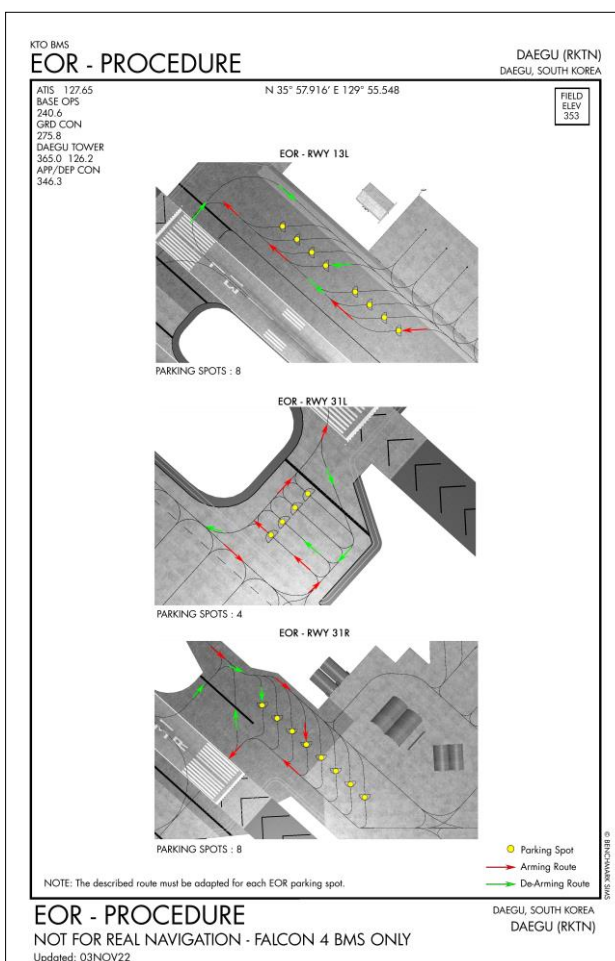 KTO BMS
EOR - PROCEDURE
DAEGU (RKTN)
DAEGU, SOUTH KOREA
ATIS 127.65
BASE OPS
240.6
GRD CON
275.8
DAEGU TOWER
365.0 126.2
APP/DEP CON
346.3
N 35° 57.916' E 129° 55.548
FIELD
ELEV
353
EOR - RWY 13L
PARKING SPOTS : 8
EOR - RWY 31L
PARKING SPOTS : 4
EOR - RWY 31R
PARKING SPOTS : 8
Parking Spot
Arming Route
De-Arming Route
NOTE: The described route must be adapted for each EOR parking spot.
© BENCHMARK SIMS
EOR - PROCEDURE
NOT FOR REAL NAVIGATION - FALCON 4 BMS ONLY
Updated: 03NOV22
DAEGU, SOUTH KOREA
DAEGU (RKTN)